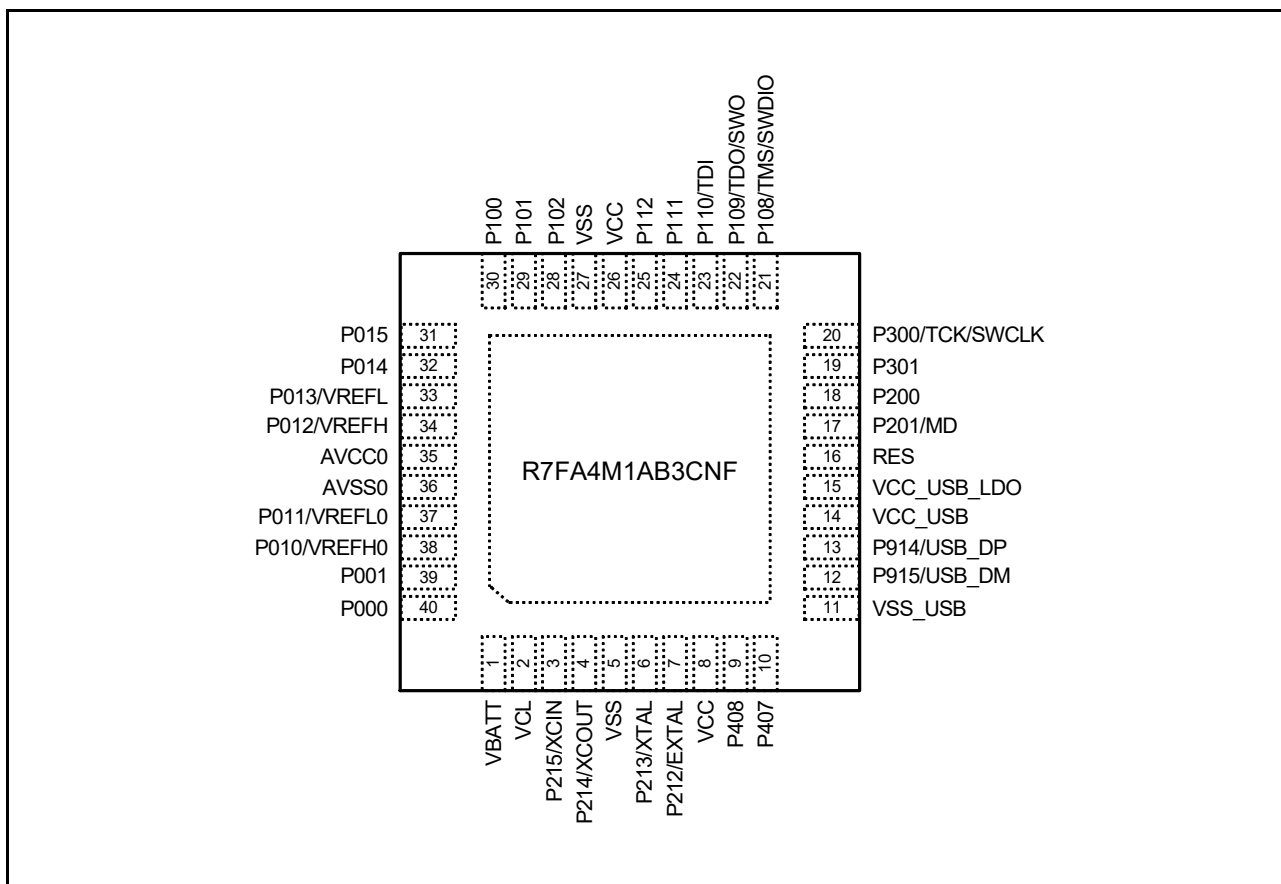 P100
P101
P102
VSS
VCC
P112
P111
P110/TDI
P109/TDO/SWO
P108/TMS/SWDIO
30
29
28
27
26
25
24
23
22
21
P015 31
P014 32
P013/VREFL 33
P012/VREFH 34
AVCC0 35
AVSS0 36
P011/VREFL0 37
P010/VREFH0 38
P001 39
P000 40
R7FA4M1AB3CNF
20 P300/TCK/SWCLK
19 P301
18 P200
17 P201/MD
16 RES
15 VCC_USB_LDO
14 VCC_USB
13 P914/USB_DP
12 P915/USB_DM
11 VSS_USB
1
2
3
4
5
6
7
8
9
10
VBATT
VCL
P215/XCIN
P214/XCOUT
VSS
P213/XTAL
P212/EXTAL
VCC
P408
P407